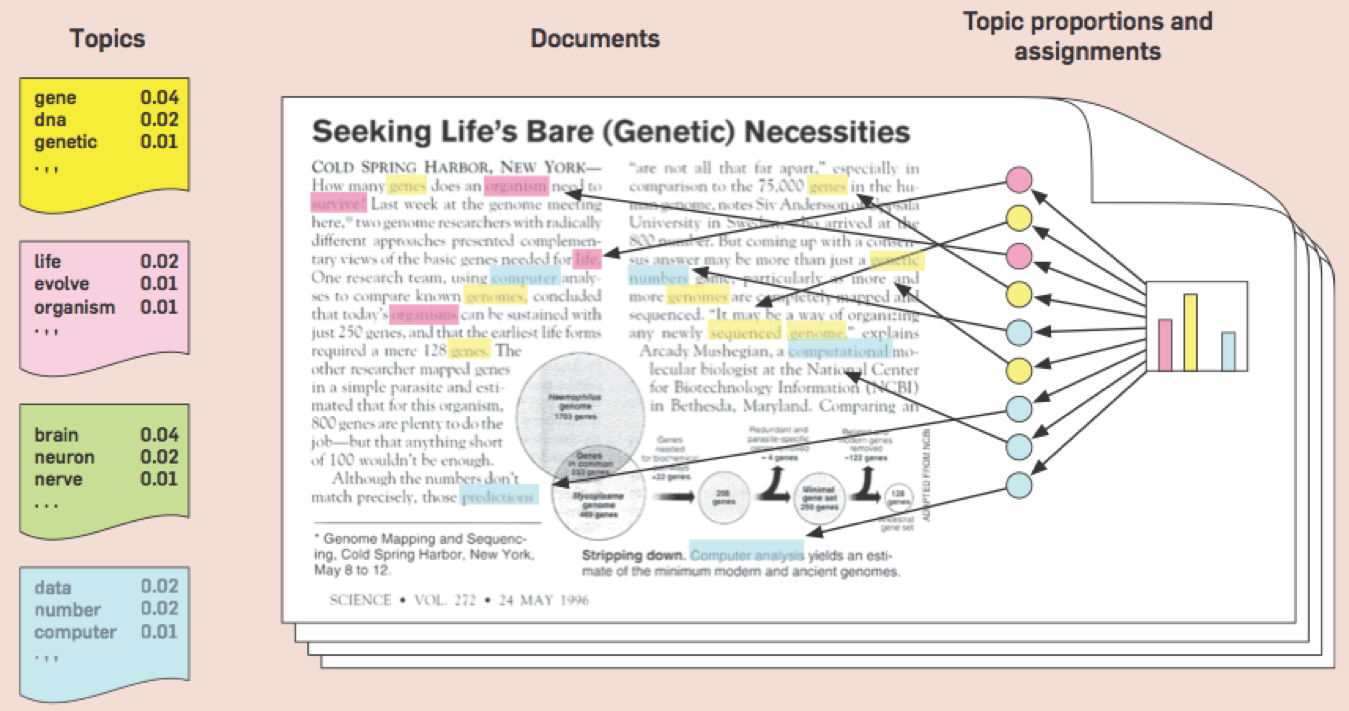 Topics
Documents
Topic proportions and
assignments
gene 0.04
dna 0.02
genetic 0.01
. , ,
life 0.02
evolve 0.01
organism 0.01
. , ,
brain 0.04
neuron 0.02
nerve 0.01
. . .
data 0.02
number 0.02
computer 0.01
. , ,
Seeking Life's Bare (Genetic) Necessities
COLD SPRING HARBOR, NEW YORK—
How many genes does an organism need to
survive? Last week at the genome meeting
here,* two genome researchers with radically
different approaches presented complemen-
tary views of the basic genes needed for life.
One research team, using computer analy-
ses to compare known genomes, concluded
that today's organisms can be sustained with
just 250 genes, and that the earliest life forms
required a mere 128 genes. The
other researcher mapped genes
in a simple parasite and esti-
mated that for this organism,
800 genes are plenty to do the
job—but that anything short
of 100 wouldn't be enough.
Although the numbers don't
match precisely, those predictions
* Genome Mapping and Sequenc-
ing, Cold Spring Harbor, New York,
May 8 to 12.
"are not all that far apart," especially in
comparison to the 75,000 genes in the hu-
man genome, notes Siv Andersson of Uppsala
University in Sweden, who arrived at the
800 number. But coming up with a consen-
sus answer may be more than just a genetic
numbers game, particularly as more and
more genomes are completely mapped and
sequenced. "It may be a way of organizing
any newly sequenced genome," explains
Arcady Mushegian, a computational mo-
lecular biologist at the National Center
for Biotechnology Information (NCBI)
in Bethesda, Maryland. Comparing an
Haemophilus
genome
1703 genes
Genes
in common
233 genes
Mycoplasma
genome
469 genes
Genes
needed
for biochemical
+22 genes
256
genes
Redundant and
parasite-specific
genes removed
–4 genes
Minimal
gene set
250 genes
modern genes
removed
–122 genes
128
genes
Ancestral
gene set
ADAPTED FROM NCBI
Stripping down. Computer analysis yields an esti-
mate of the minimum modern and ancient genomes.
SCIENCE • VOL. 272 • 24 MAY 1996